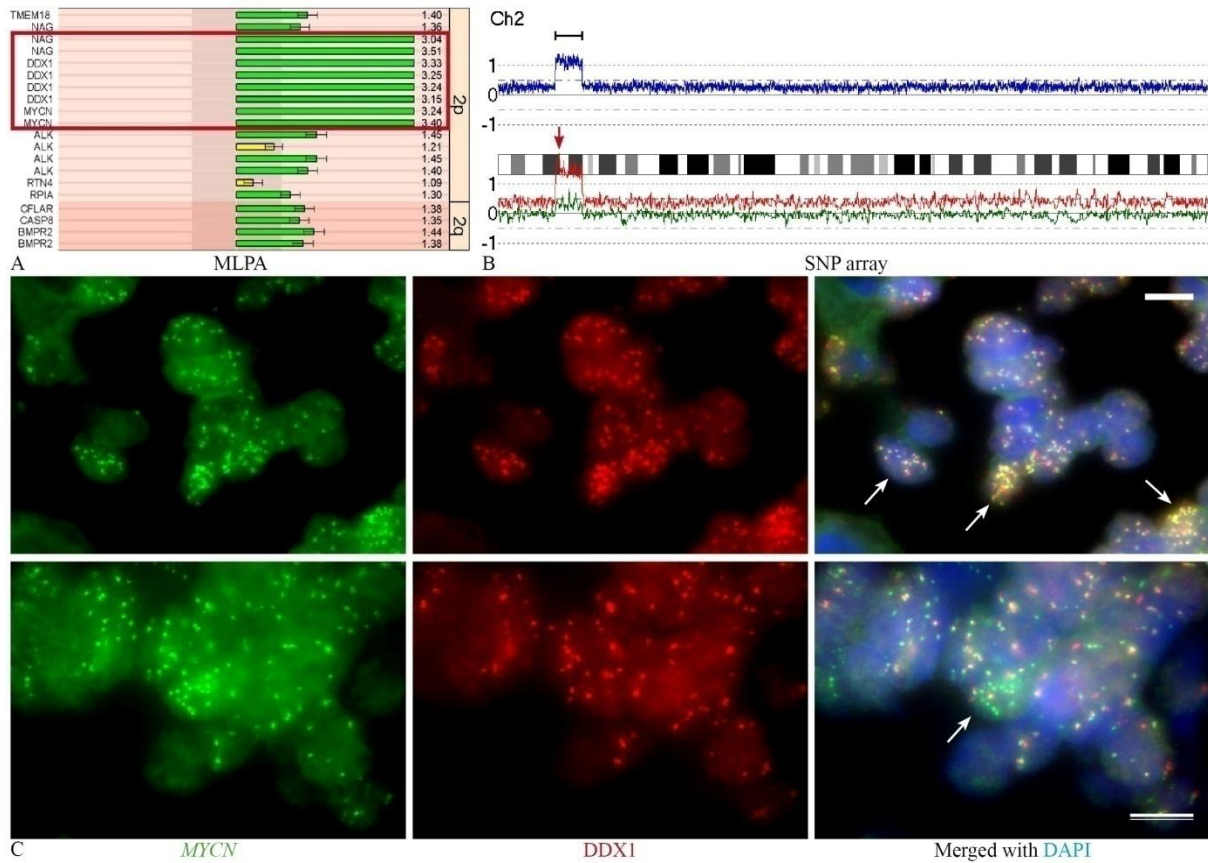 TMEM18 1.40
NAG 1.36
NAG 3.04
NAG 3.51
DDX1 3.33
DDX1 3.25
DDX1 3.24
DDX1 3.15
MYCN 3.24
MYCN 3.40
ALK 1.45
ALK 1.21
ALK 1.45
ALK 1.40
RTN4 1.09
RPIA 1.30
CFLAR 1.38
CASP8 1.35
BMPR2 1.44
BMPR2 1.38
2p
2q
A MLPA
Ch2
1
0
-1
1
0
-1
B SNP array
C MYCN DDX1 Merged with DAPI